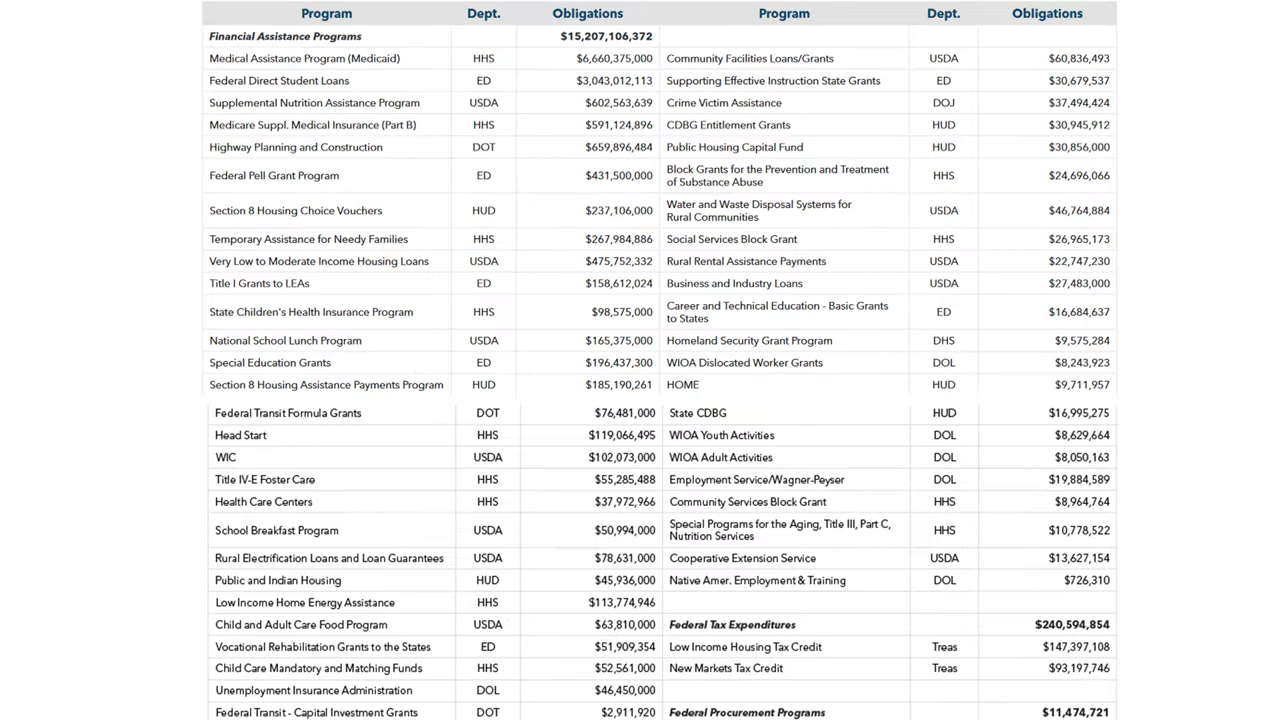 Program Dept. Obligations Program Dept. Obligations
Financial Assistance Programs $15,207,106,372
Medical Assistance Program (Medicaid) HHS $6,660,375,000 Community Facilities Loans/Grants USDA $60,836,493
Federal Direct Student Loans ED $3,043,012,113 Supporting Effective Instruction State Grants ED $30,679,537
Supplemental Nutrition Assistance Program USDA $602,563,639 Crime Victim Assistance DOJ $37,494,424
Medicare Suppl. Medical Insurance (Part B) HHS $591,124,896 CDBG Entitlement Grants HUD $30,945,912
Highway Planning and Construction DOT $659,896,484 Public Housing Capital Fund HUD $30,856,000
Federal Pell Grant Program ED $431,500,000 Block Grants for the Prevention and Treatment
of Substance Abuse HHS $24,696,066
Section 8 Housing Choice Vouchers HUD $237,106,000 Water and Waste Disposal Systems for
Rural Communities USDA $46,764,884
Temporary Assistance for Needy Families HHS $267,984,886 Social Services Block Grant HHS $26,965,173
Very Low to Moderate Income Housing Loans USDA $475,752,332 Rural Rental Assistance Payments USDA $22,747,230
Title I Grants to LEAs ED $158,612,024 Business and Industry Loans USDA $27,483,000
State Children's Health Insurance Program HHS $98,575,000 Career and Technical Education - Basic Grants
to States ED $16,684,637
National School Lunch Program USDA $165,375,000 Homeland Security Grant Program DHS $9,575,284
Special Education Grants ED $196,437,300 WIOA Dislocated Worker Grants DOL $8,243,923
Section 8 Housing Assistance Payments Program HUD $185,190,261 HOME HUD $9,711,957
Federal Transit Formula Grants DOT $76,481,000 State CDBG HUD $16,995,275
Head Start HHS $119,066,495 WIOA Youth Activities DOL $8,629,664
WIC USDA $102,073,000 WIOA Adult Activities DOL $8,050,163
Title IV-E Foster Care HHS $55,285,488 Employment Service/Wagner-Peyser DOL $19,884,589
Health Care Centers HHS $37,972,966 Community Services Block Grant HHS $8,964,764
School Breakfast Program USDA $50,994,000 Special Programs for the Aging, Title III, Part C,
Nutrition Services HHS $10,778,522
Rural Electrification Loans and Loan Guarantees USDA $78,631,000 Cooperative Extension Service USDA $13,627,154
Public and Indian Housing HUD $45,936,000 Native Amer. Employment & Training DOL $726,310
Low Income Home Energy Assistance HHS $113,774,946
Child and Adult Care Food Program USDA $63,810,000 Federal Tax Expenditures $240,594,854
Vocational Rehabilitation Grants to the States ED $51,909,354 Low Income Housing Tax Credit Treas $147,397,108
Child Care Mandatory and Matching Funds HHS $52,561,000 New Markets Tax Credit Treas $93,197,746
Unemployment Insurance Administration DOL $46,450,000
Federal Transit - Capital Investment Grants DOT $2,911,920 Federal Procurement Programs $11,474,721